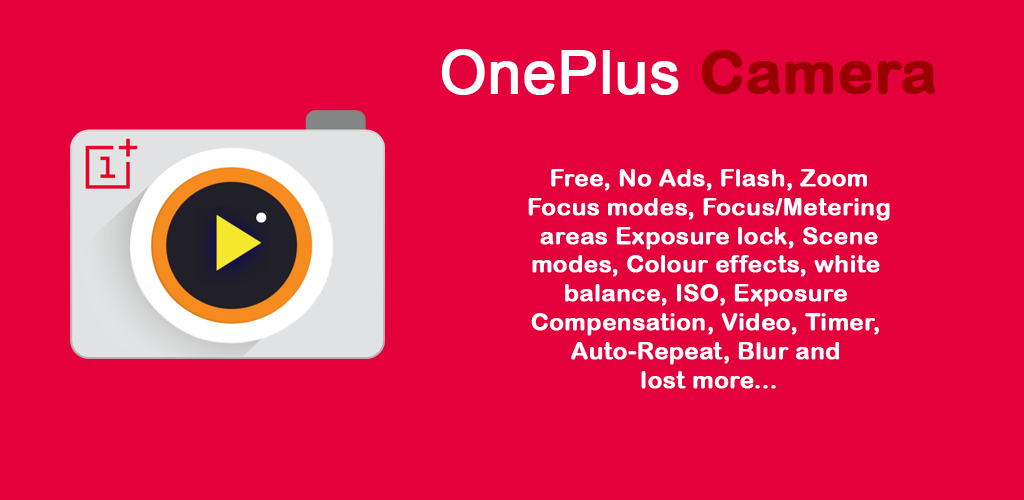 OnePlus Camera
1+
Free, No Ads, Flash, Zoom
Focus modes, Focus/Metering
areas Exposure lock, Scene
modes, Colour effects, white
balance, ISO, Exposure
Compensation, Video, Timer,
Auto-Repeat, Blur and
lost more...